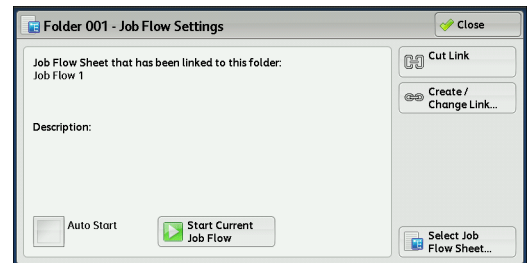 Folder 001 - Job Flow Settings
Close
Job Flow Sheet that has been linked to this folder:
Job Flow 1
Description:
Cut Link
Create /
Change Link...
Auto Start
Start Current
Job Flow
Select Job
Flow Sheet...